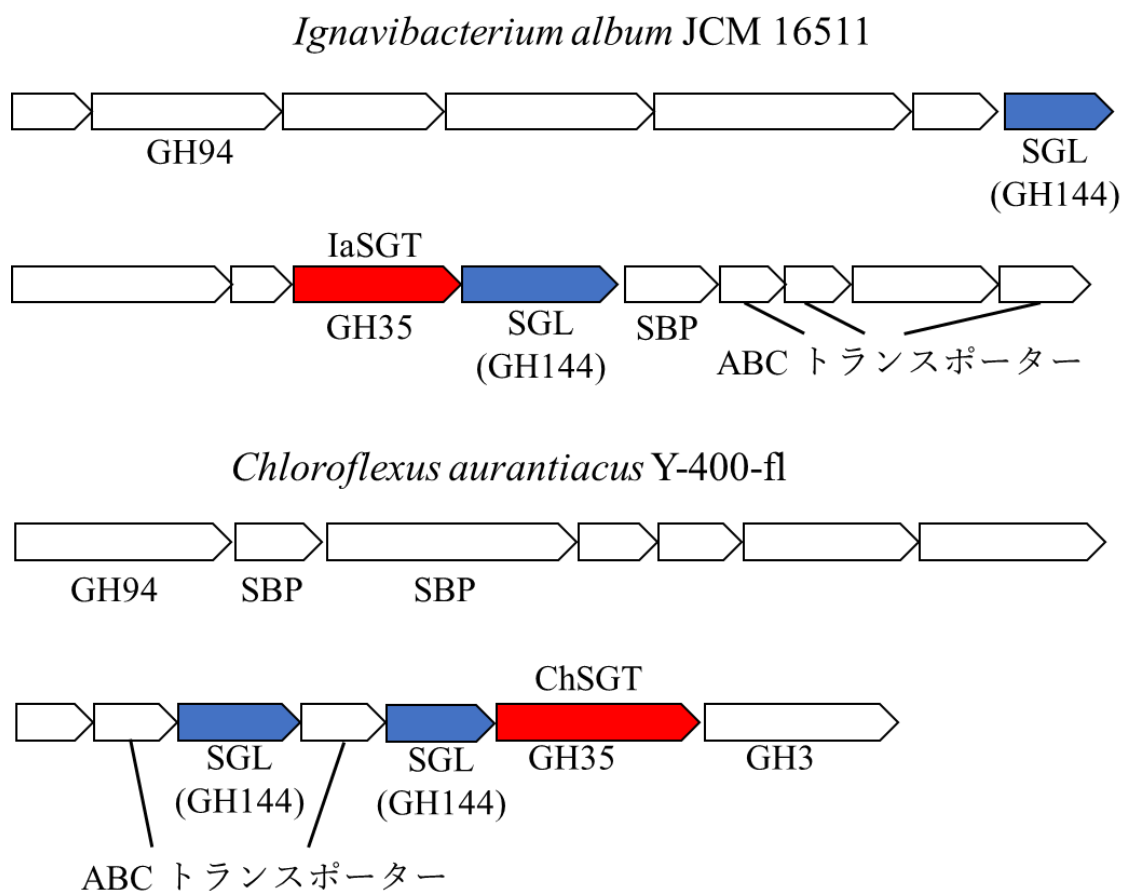 Ignavibacterium album JCM 16511
GH94
SGL
(GH144)
IaSGT
GH35
SGL
(GH144)
SBP
ABC トランスポーター
Chloroflexus aurantiacus Y-400-fl
GH94
SBP
SBP
ChSGT
SGL
(GH144)
SGL
(GH144)
GH35
GH3
ABC トランスポーター